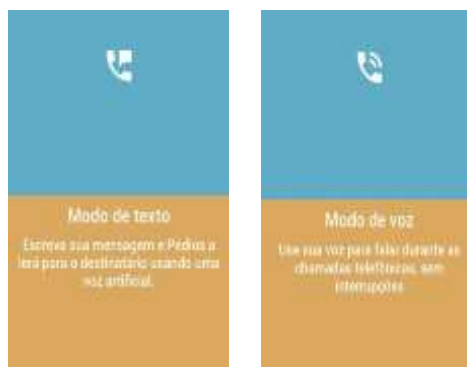 Modo de texto
Escreva sua mensagem e Pedius a
lerá para o destinatário usando uma
voz artificial.
Modo de voz
Use sua voz para falar durante as
chamadas telefônicas, sem
interrupções